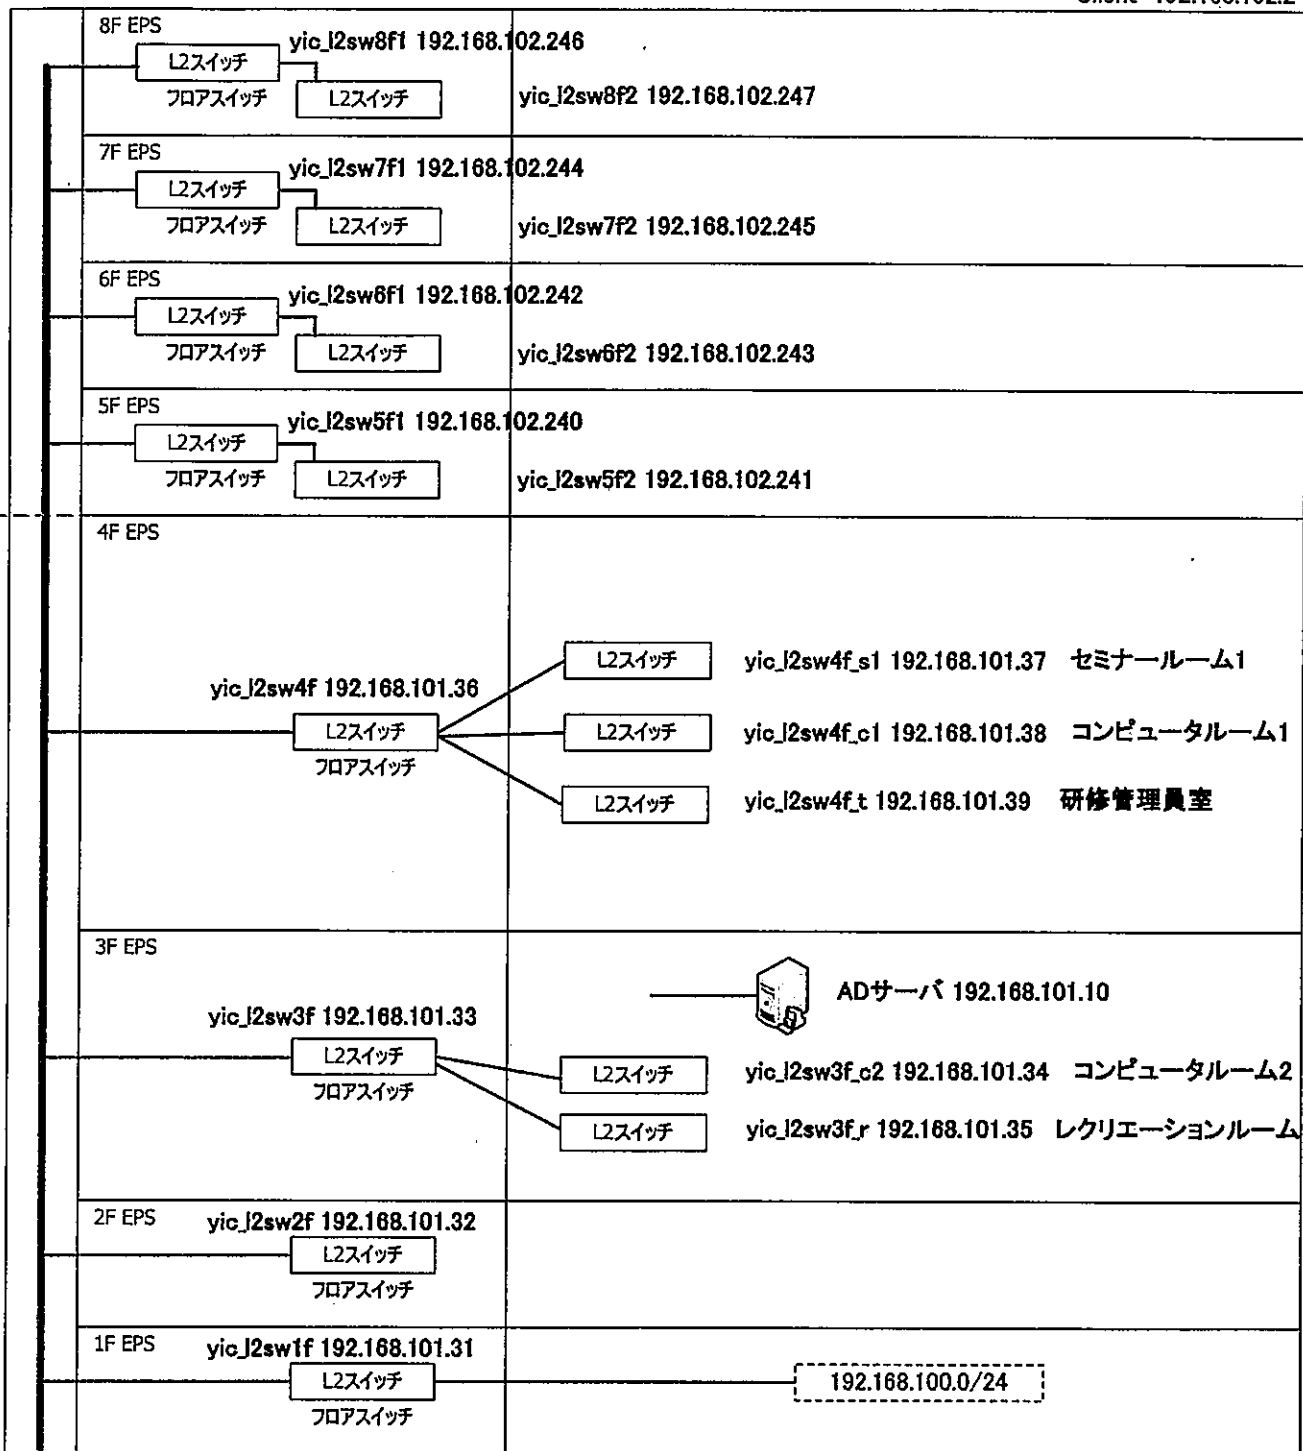 8F EPS
yic_l2sw8f1 192.168.102.246
L2スイッチ
フロアスイッチ
L2スイッチ
yic_l2sw8f2 192.168.102.247
7F EPS
yic_l2sw7f1 192.168.102.244
L2スイッチ
フロアスイッチ
L2スイッチ
yic_l2sw7f2 192.168.102.245
6F EPS
yic_l2sw6f1 192.168.102.242
L2スイッチ
フロアスイッチ
L2スイッチ
yic_l2sw6f2 192.168.102.243
5F EPS
yic_l2sw5f1 192.168.102.240
L2スイッチ
フロアスイッチ
L2スイッチ
yic_l2sw5f2 192.168.102.241
4F EPS
L2スイッチ
yic_l2sw4f_s1 192.168.101.37 セミナールーム1
yic_l2sw4f 192.168.101.36
L2スイッチ
フロアスイッチ
L2スイッチ
yic_l2sw4f_c1 192.168.101.38 コンピュータルーム1
L2スイッチ
yic_l2sw4f_t 192.168.101.39 研修管理員室
3F EPS
ADサーバ 192.168.101.10
yic_l2sw3f 192.168.101.33
L2スイッチ
フロアスイッチ
L2スイッチ
yic_l2sw3f_c2 192.168.101.34 コンピュータルーム2
L2スイッチ
yic_l2sw3f_r 192.168.101.35 レクリエーションルーム
2F EPS
yic_l2sw2f 192.168.101.32
L2スイッチ
フロアスイッチ
1F EPS
yic_l2sw1f 192.168.101.31
L2スイッチ
フロアスイッチ
192.168.100.0/24